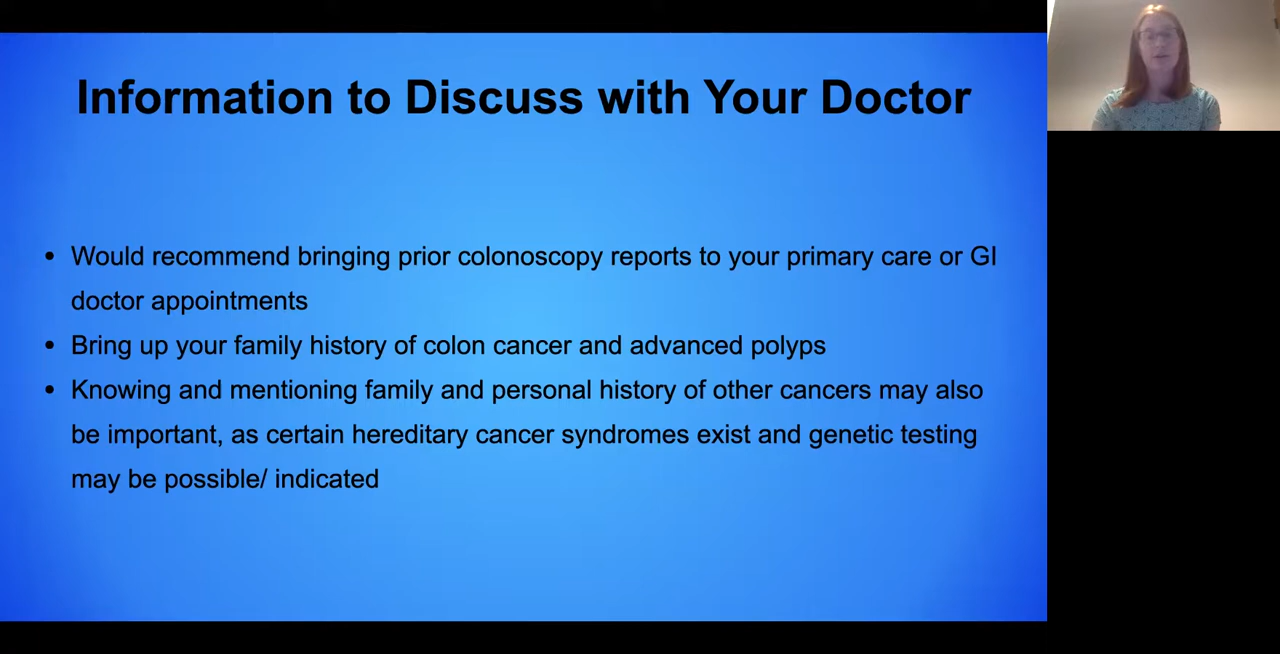 Information to Discuss with Your Doctor
• Would recommend bringing prior colonoscopy reports to your primary care or GI
doctor appointments
• Bring up your family history of colon cancer and advanced polyps
• Knowing and mentioning family and personal history of other cancers may also
be important, as certain hereditary cancer syndromes exist and genetic testing
may be possible/ indicated